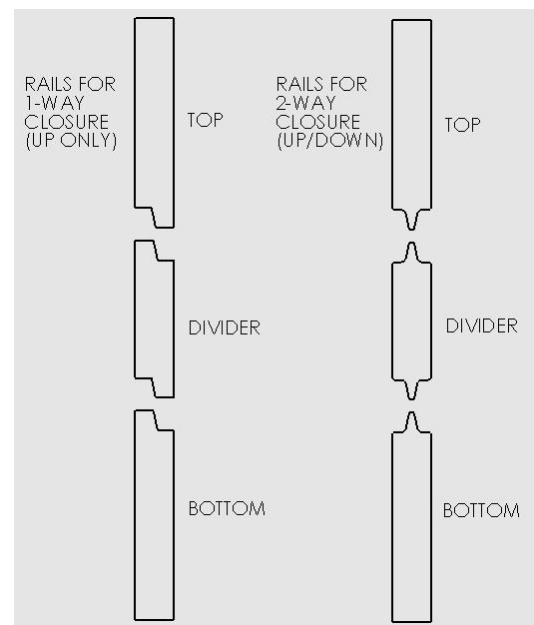 RAILS FOR
1-WAY
CLOSURE
(UP ONLY)
TOP
DIVIDER
BOTTOM
RAILS FOR
2-WAY
CLOSURE
(UP/DOWN)
TOP
DIVIDER
BOTTOM